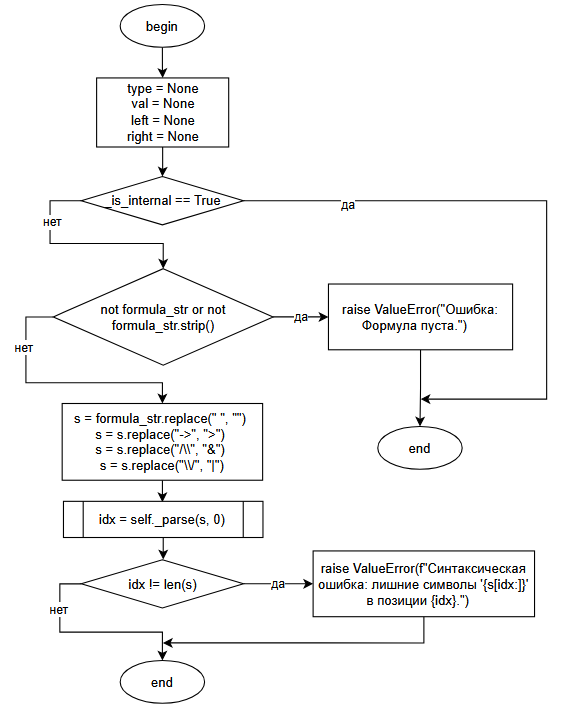 begin
type = None
val = None
left = None
right = None
_is_internal == True
да
нет
not formula_str or not
formula_str.strip()
да
raise ValueError("Ошибка:
Формула пуста.")
нет
s = formula_str.replace(" ", "")
s = s.replace("->", ">")
s = s.replace("/\\", "&")
s = s.replace("\\/", "|")
end
idx = self._parse(s, 0)
idx != len(s)
да
raise ValueError(f"Синтаксическая
ошибка: лишние символы '{s[idx:]}'
в позиции {idx}.")
нет
end